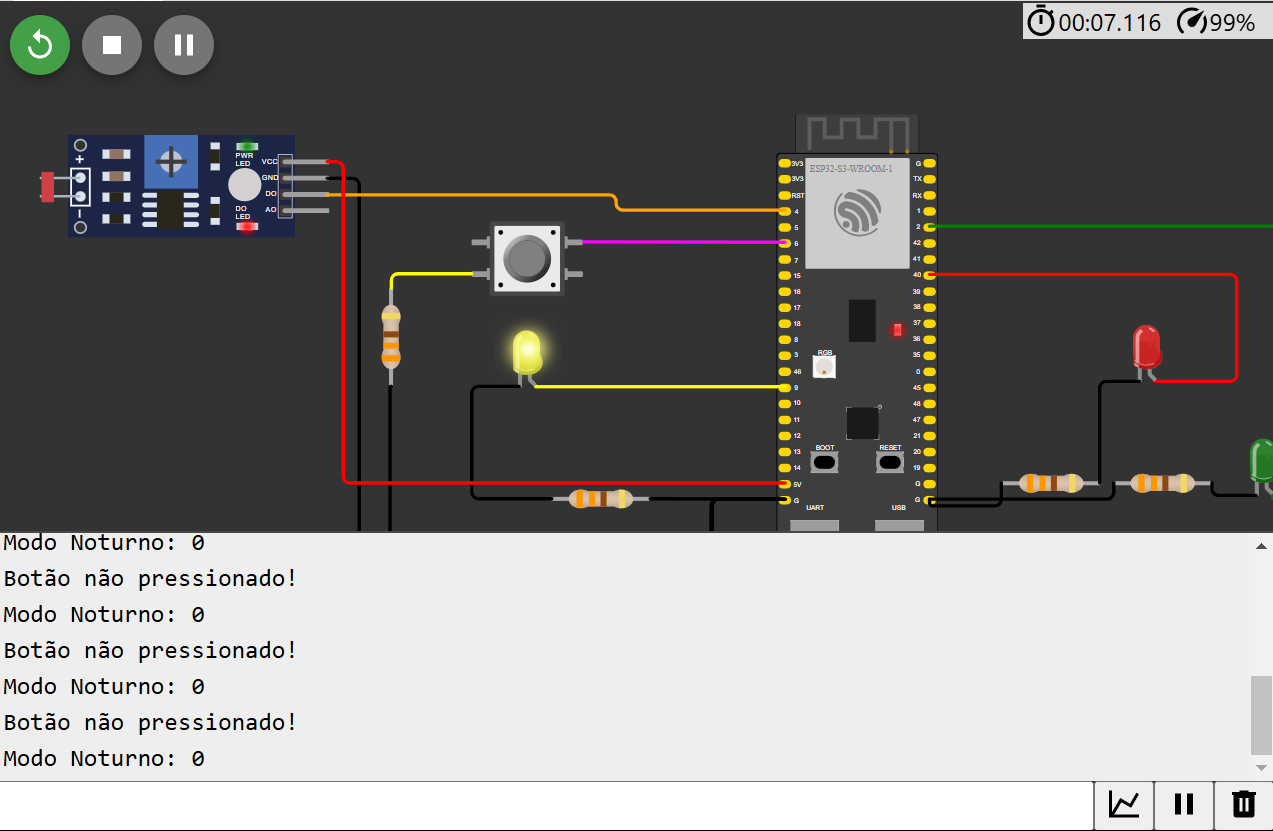 00:07.116 99%
PWR
LED
VCC
GND
DO
AO
DO
LED
+
ESP32-S3-WROOM-1
3V3
3V3
RST
4
5
6
7
15
16
17
18
8
3
46
9
10
11
12
13
14
5V
G
G
TX
RX
1
2
42
41
40
39
38
37
36
35
0
45
48
47
21
20
19
G
G
RGB
BOOT
RESET
UART
USB
Modo Noturno: 0
Botão não pressionado!
Modo Noturno: 0
Botão não pressionado!
Modo Noturno: 0
Botão não pressionado!
Modo Noturno: 0